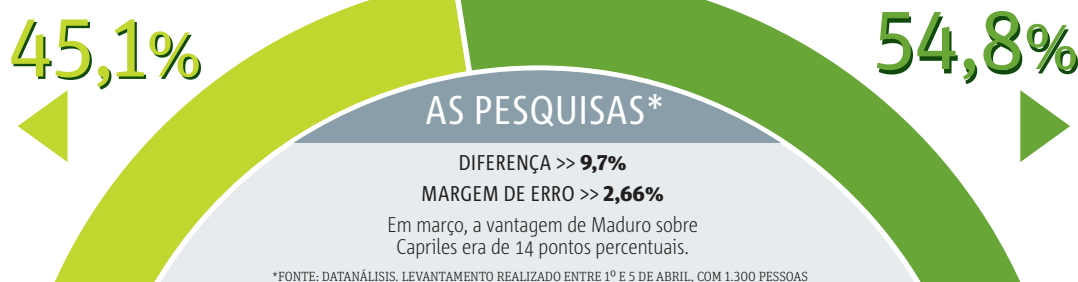 45,1%
54,8%
AS PESQUISAS*
DIFERENÇA >> 9,7%
MARGEM DE ERRO >> 2,66%
Em março, a vantagem de Maduro sobre
Capriles era de 14 pontos percentuais.
*FONTE: DATANÁLISIS. LEVANTAMENTO REALIZADO ENTRE 1º E 5 DE ABRIL, COM 1.300 PESSOAS